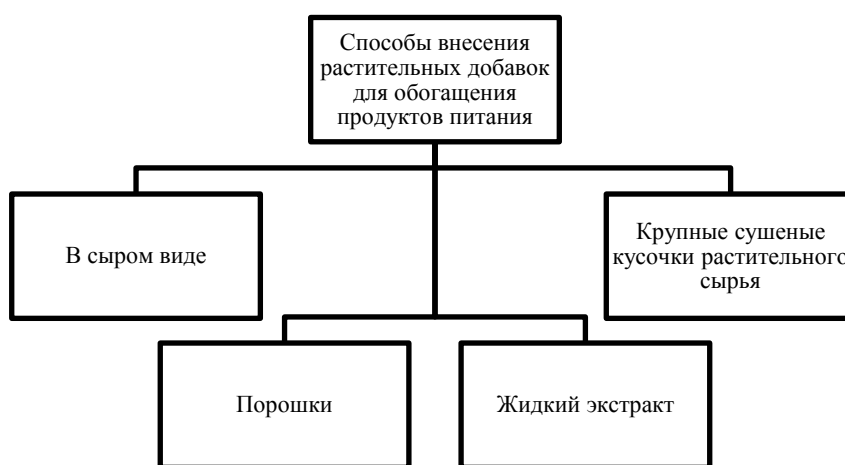 Способы внесения
растительных добавок
для обогащения
продуктов питания
В сыром виде
Крупные сушеные
кусочки растительного
сырья
Порошки
Жидкий экстракт